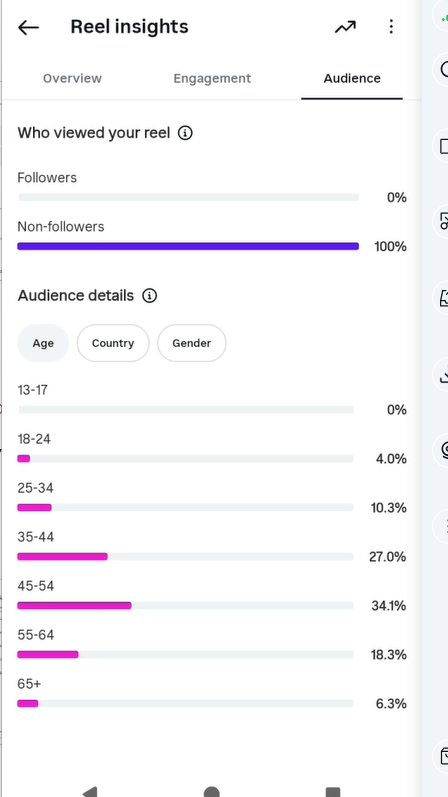 Reel insights
Overview Engagement Audience
Who viewed your reel
Followers
0%
Non-followers
100%
Audience details
Age Country Gender
13-17
0%
18-24
4.0%
25-34
10.3%
35-44
27.0%
45-54
34.1%
55-64
18.3%
65+
6.3%